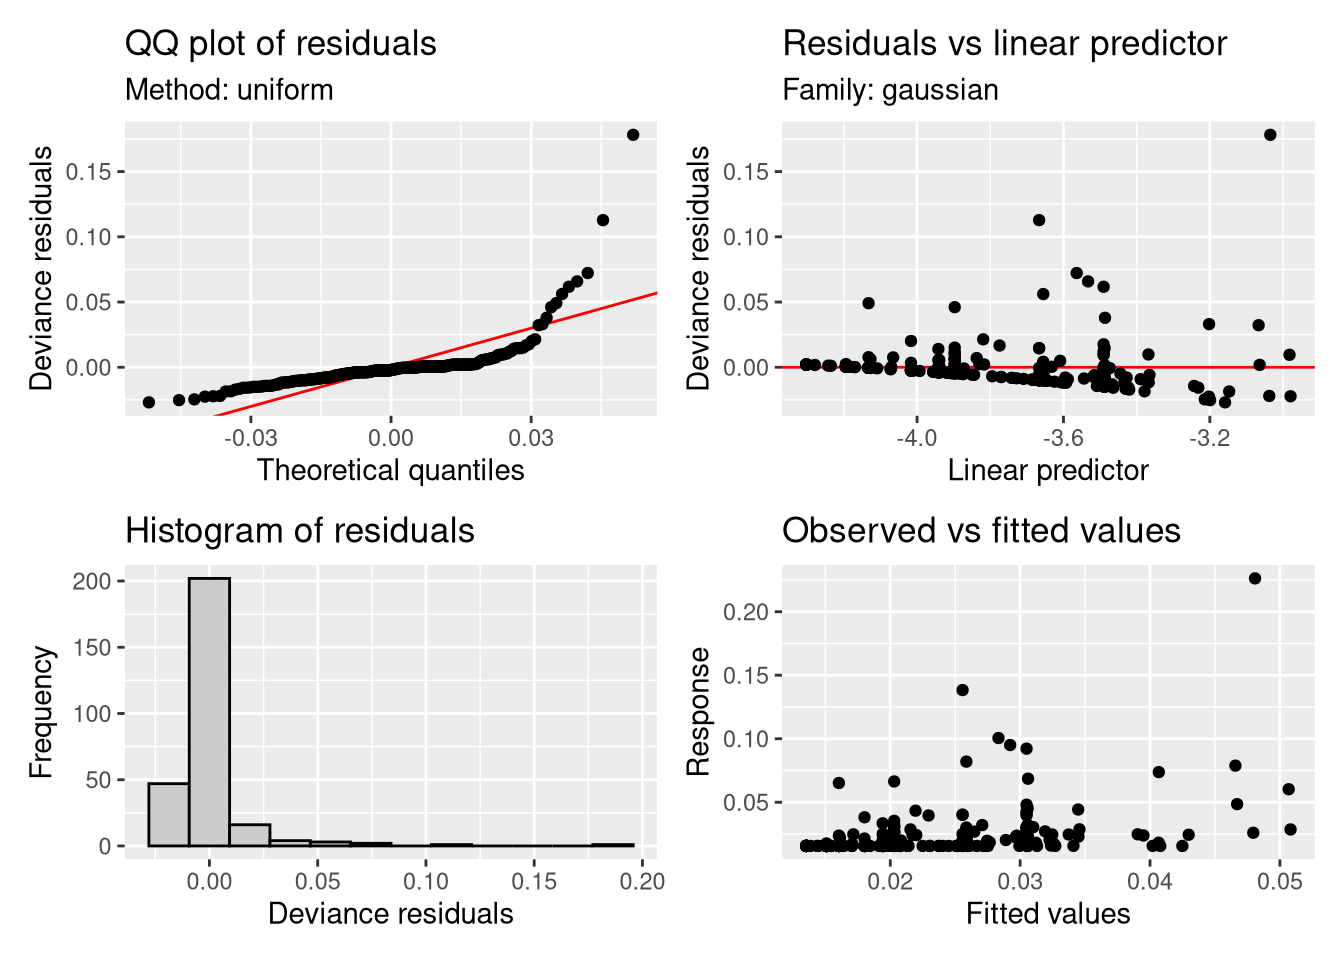 QQ plot of residuals
Method: uniform
Deviance residuals
0.15
0.10
0.05
0.00
-0.03
0.00
0.03
Theoretical quantiles
Residuals vs linear predictor
Family: gaussian
Deviance residuals
0.15
0.10
0.05
0.00
-4.0
-3.6
-3.2
Linear predictor
Histogram of residuals
Frequency
200
150
100
50
0
0.00
0.05
0.10
0.15
0.20
Deviance residuals
Observed vs fitted values
Response
0.20
0.15
0.10
0.05
0.02
0.03
0.04
0.05
Fitted values